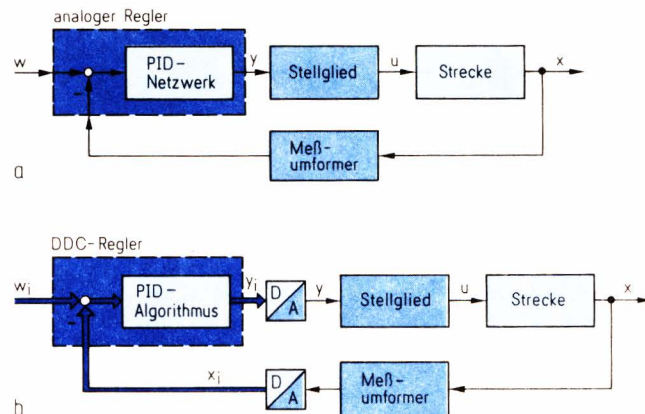 analoger Regler
w
PID-
Netzwerk
y
Stellglied
u
Strecke
x
-
Meß-
umformer
a
DDC-Regler
wi
PID-
Algorithmus
yi
D
A
y
Stellglied
u
Strecke
x
-
xi
D
A
Meß-
umformer
b